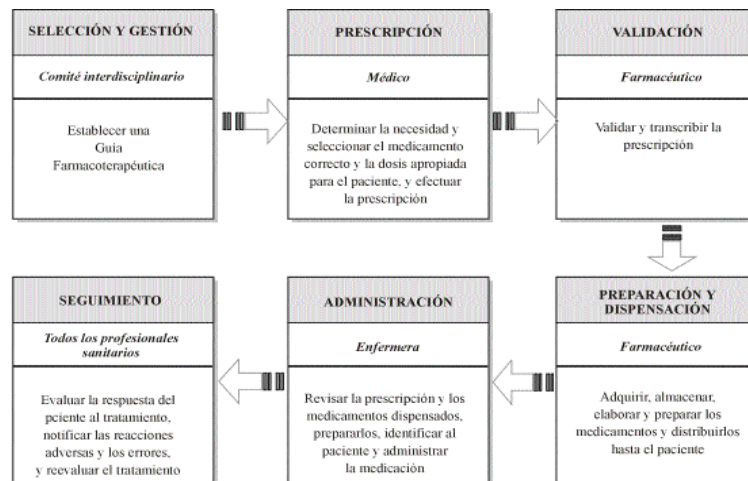 SELECCIÓN Y GESTIÓN
Comité interdisciplinario
Establecer una
Guía
Farmacoterapéutica
PRESCRIPCIÓN
Médico
Determinar la necesidad y
seleccionar el medicamento
correcto y la dosis apropiada
para el paciente, y efectuar
la prescripción
VALIDACIÓN
Farmacéutico
Validar y transcribir la
prescripción
PREPARACIÓN Y
DISPENSACIÓN
Farmacéutico
Adquirir, almacenar,
elaborar y preparar los
medicamentos y distribuirlos
hasta el paciente
ADMINISTRACIÓN
Enfermera
Revisar la prescripción y los
medicamentos dispensados,
prepararlos, identificar al
paciente y administrar
la medicación
SEGUIMIENTO
Todos los profesionales
sanitarios
Evaluar la respuesta del
pciente al tratamiento,
notificar las reacciones
adversas y los errores,
y reevaluar el tratamiento